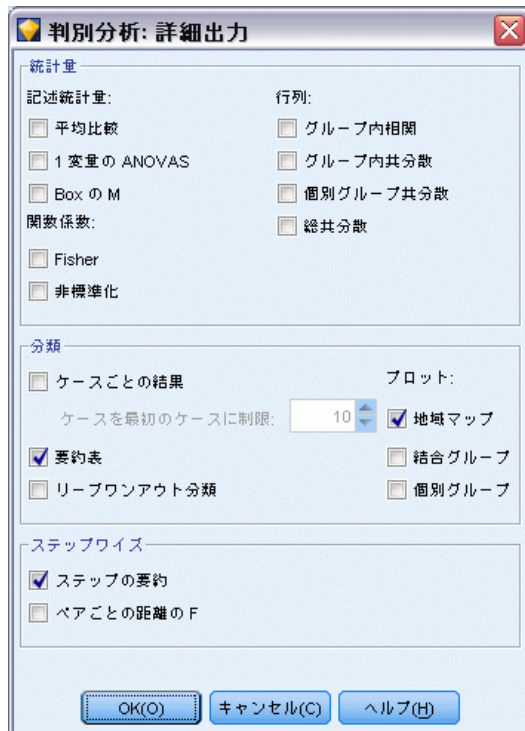 判別分析: 詳細出力
統計量
記述統計量:
平均比較
1 変量の ANOVAS
Box の M
関数係数:
Fisher
非標準化
行列:
グループ内相関
グループ内共分散
個別グループ共分散
総共分散
分類
ケースごとの結果
ケースを最初のケースに制限: 10
要約表
リーブワンアウト分類
プロット:
地域マップ
結合グループ
個別グループ
ステップワイズ
ステップの要約
ペアごとの距離の F
OK(O) キャンセル(C) ヘルプ(H)